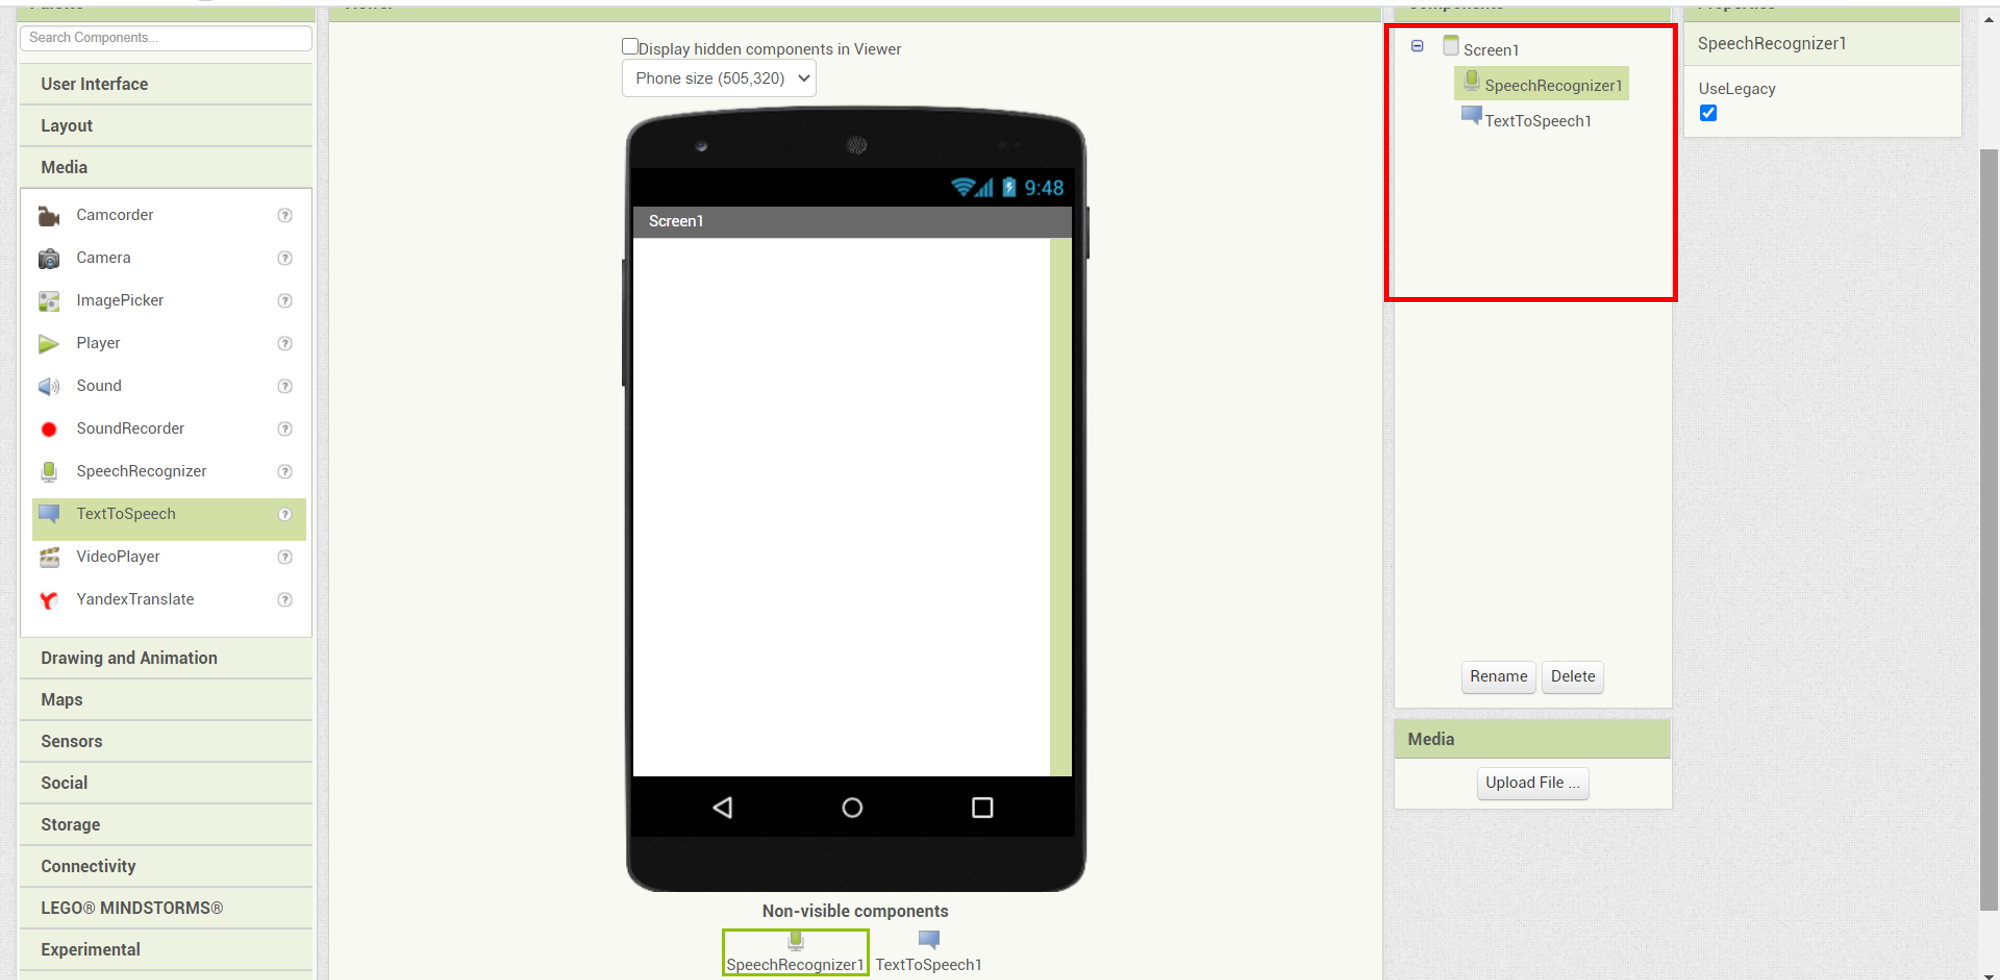 Search Components...
User Interface
Layout
Media
Camcorder
Camera
ImagePicker
Player
Sound
SoundRecorder
SpeechRecognizer
TextToSpeech
VideoPlayer
YandexTranslate
Drawing and Animation
Maps
Sensors
Social
Storage
Connectivity
LEGO® MINDSTORMS®
Experimental
Display hidden components in Viewer
Phone size (505,320)
9:48
Screen1
Non-visible components
SpeechRecognizer1
TextToSpeech1
Screen1
SpeechRecognizer1
TextToSpeech1
Rename
Delete
Media
Upload File ...
SpeechRecognizer1
UseLegacy